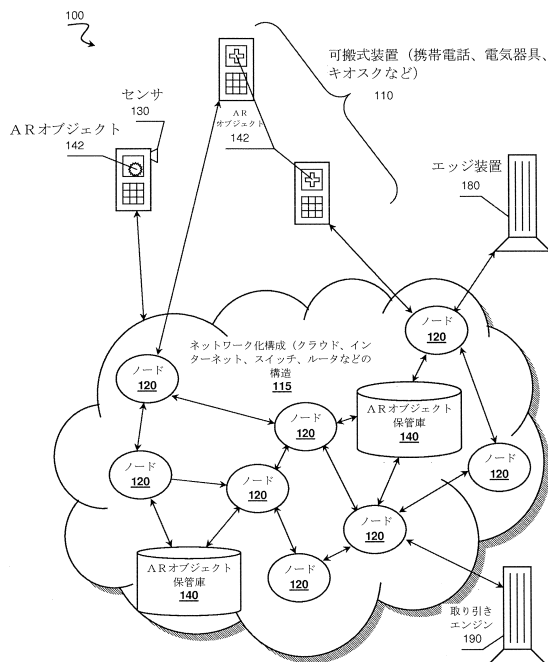 100
可搬式装置（携帯電話、電気器具、
キオスクなど）
110
センサ
130
ＡＲオブジェクト
142
ＡＲ
オブジェクト
142
エッジ装置
180
ノード
120
ネットワーク化構成（クラウド、イン
ターネット、スイッチ、ルータなどの
構造
115
ノード
120
ノード
120
ＡＲオブジェクト
保管庫
140
ノード
120
ノード
120
ノード
120
ノード
120
ノード
120
ＡＲオブジェクト
保管庫
140
ノード
120
取り引き
エンジン
190